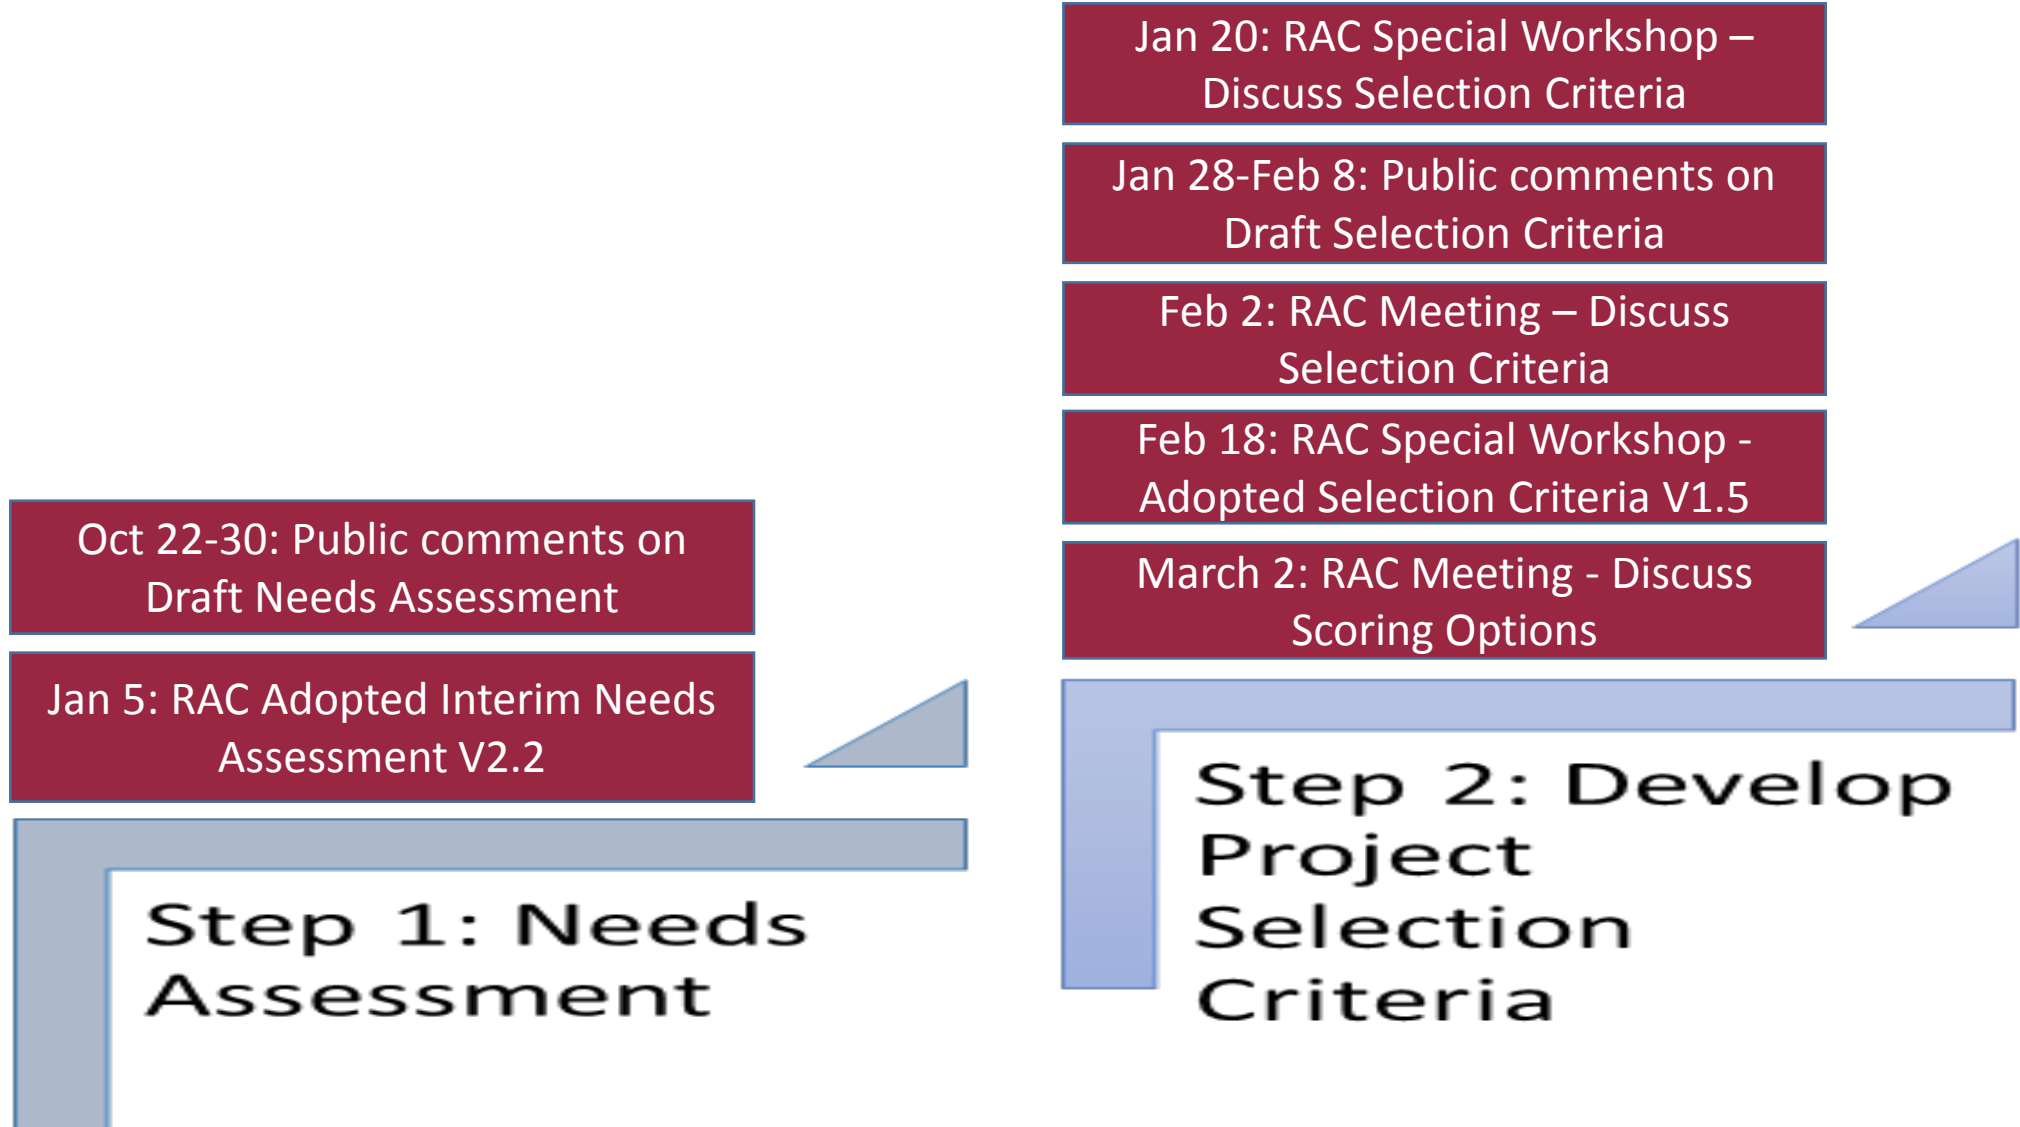 Oct 22-30: Public comments on
Draft Needs Assessment
Jan 5: RAC Adopted Interim Needs
Assessment V2.2
Step 1: Needs
Assessment
Jan 20: RAC Special Workshop –
Discuss Selection Criteria
Jan 28-Feb 8: Public comments on
Draft Selection Criteria
Feb 2: RAC Meeting – Discuss
Selection Criteria
Feb 18: RAC Special Workshop -
Adopted Selection Criteria V1.5
March 2: RAC Meeting - Discuss
Scoring Options
Step 2: Develop
Project
Selection
Criteria